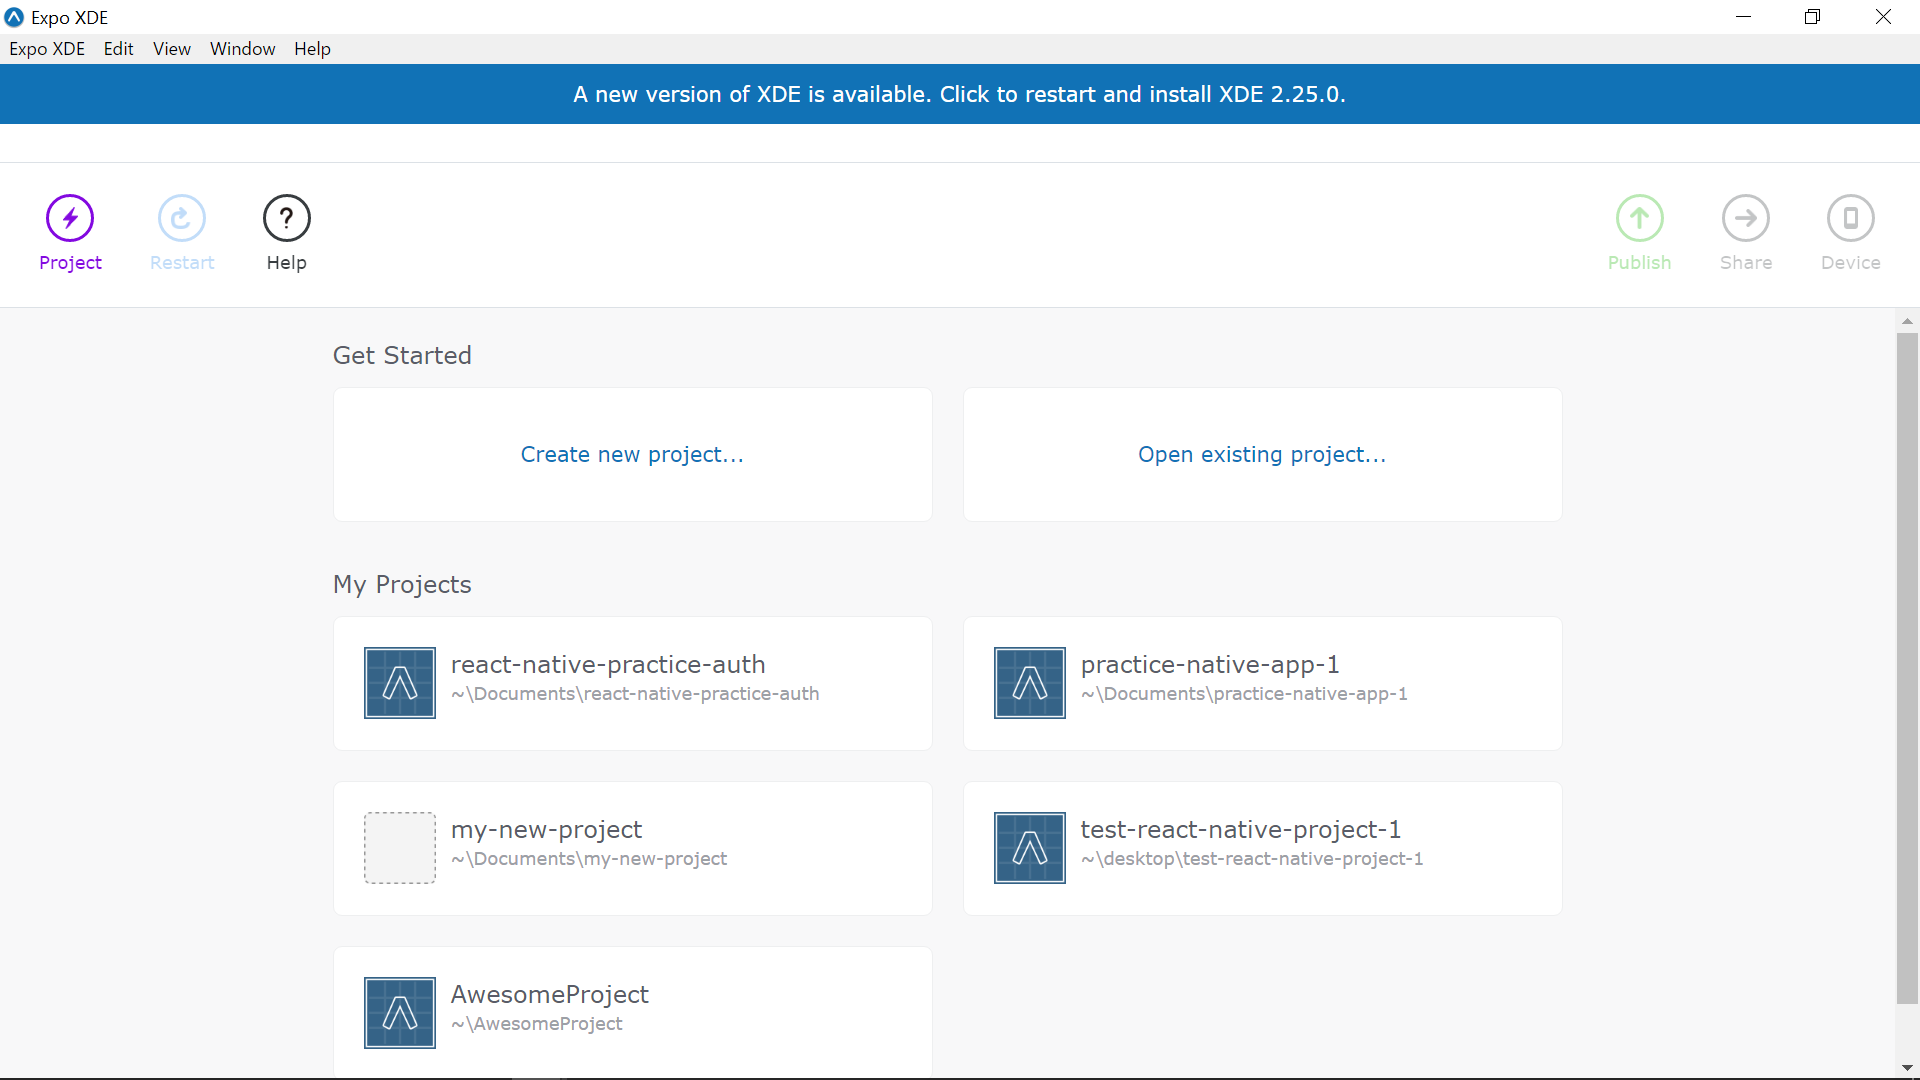 Expo XDE
Expo XDE Edit View Window Help
A new version of XDE is available. Click to restart and install XDE 2.25.0.
Project Restart Help Publish Share Device
Get Started
Create new project... Open existing project...
My Projects
react-native-practice-auth
~\Documents\react-native-practice-auth
practice-native-app-1
~\Documents\practice-native-app-1
my-new-project
~\Documents\my-new-project
test-react-native-project-1
~\desktop\test-react-native-project-1
AwesomeProject
~\AwesomeProject